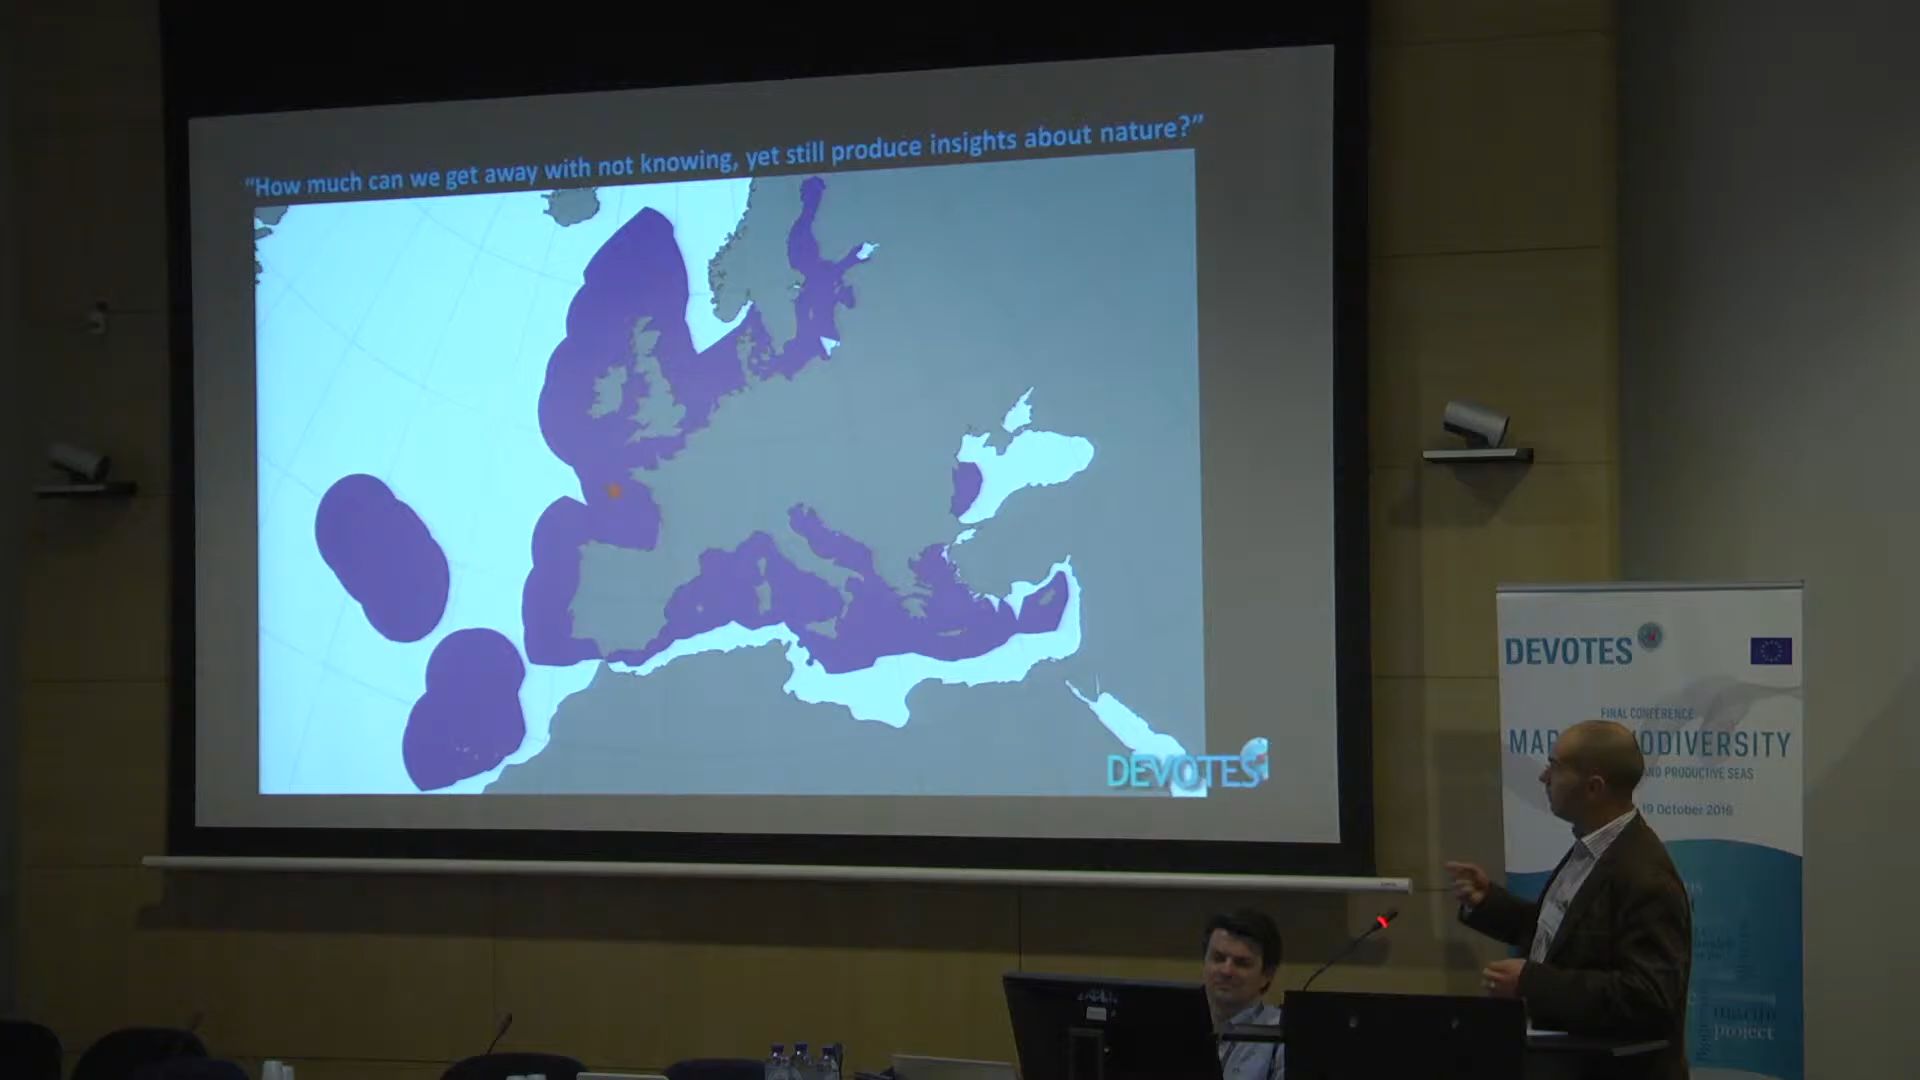 “How much can we get away with not knowing, yet still produce insights about nature?”
DEVOTES
DEVOTES
FINAL CONFERENCE
MAR ODIVERSITY
AND PRODUCTIVE SEAS
19 October 2016
project